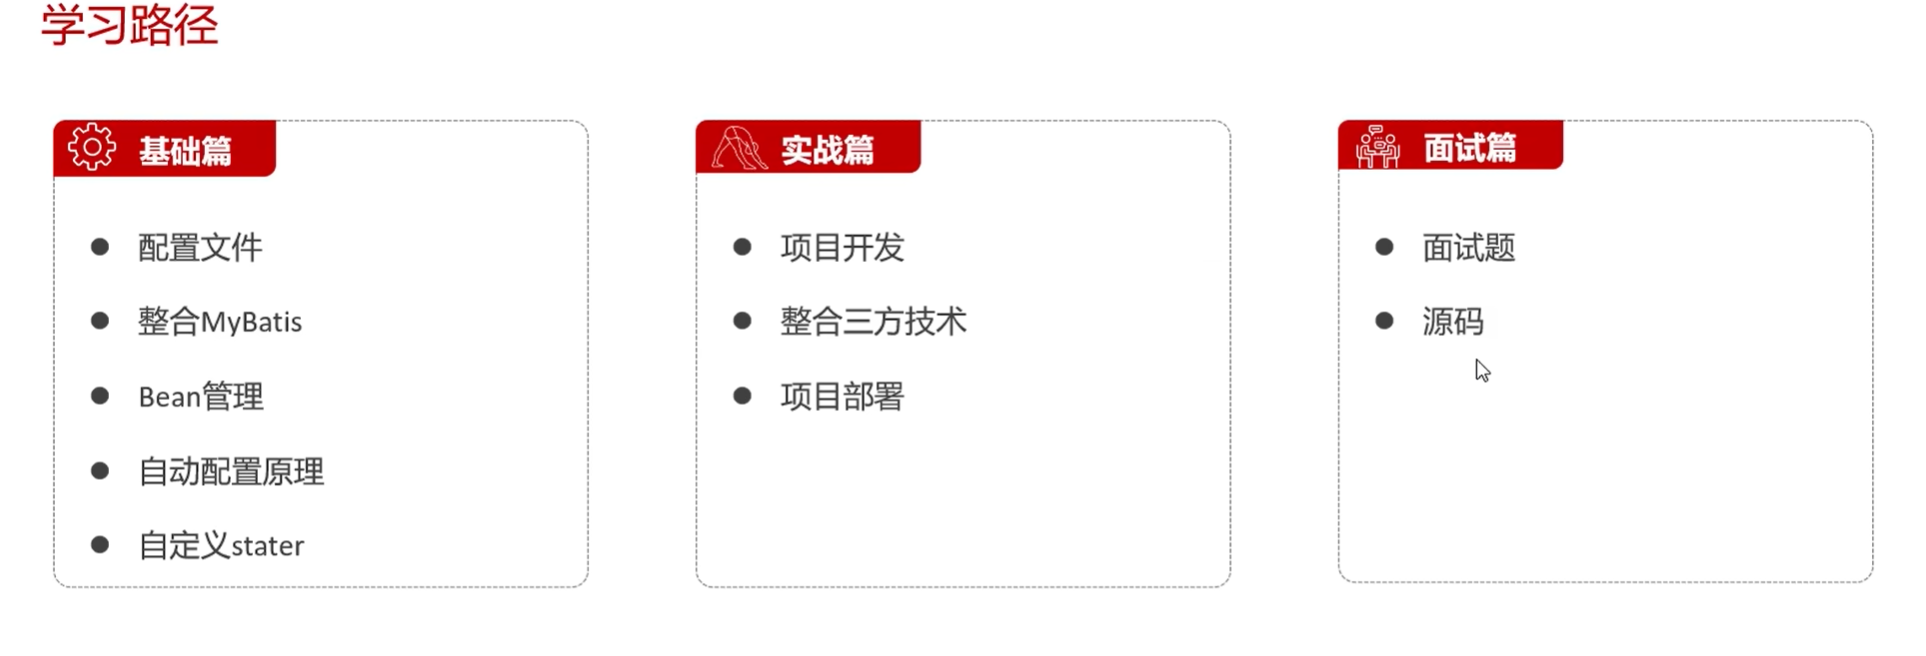 学习路径
基础篇
配置文件
整合MyBatis
Bean管理
自动配置原理
自定义stater
实战篇
项目开发
整合三方技术
项目部署
面试篇
面试题
源码